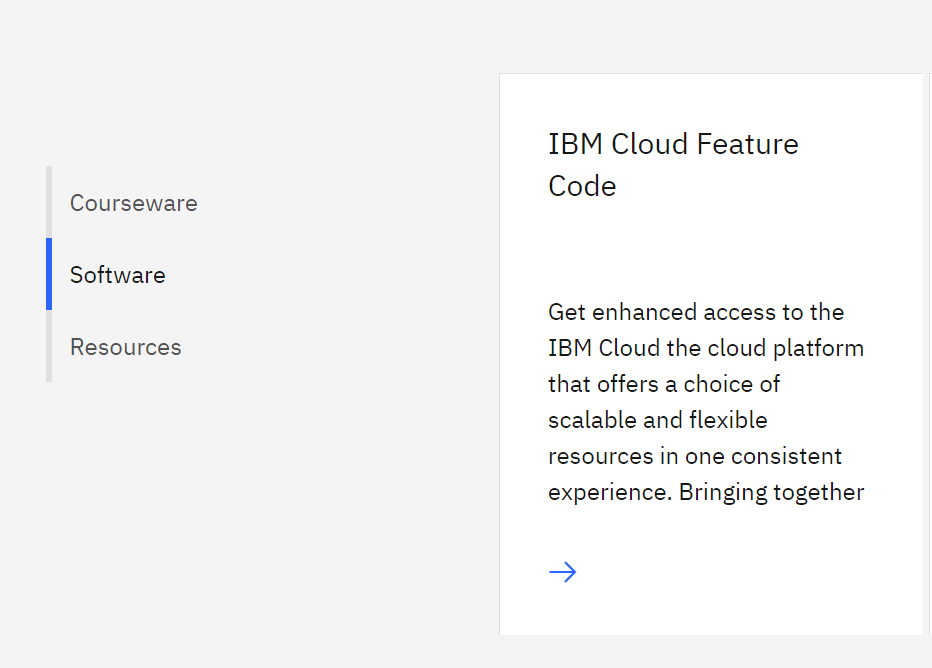 Courseware
Software
Resources
IBM Cloud Feature
Code
Get enhanced access to the
IBM Cloud the cloud platform
that offers a choice of
scalable and flexible
resources in one consistent
experience. Bringing together